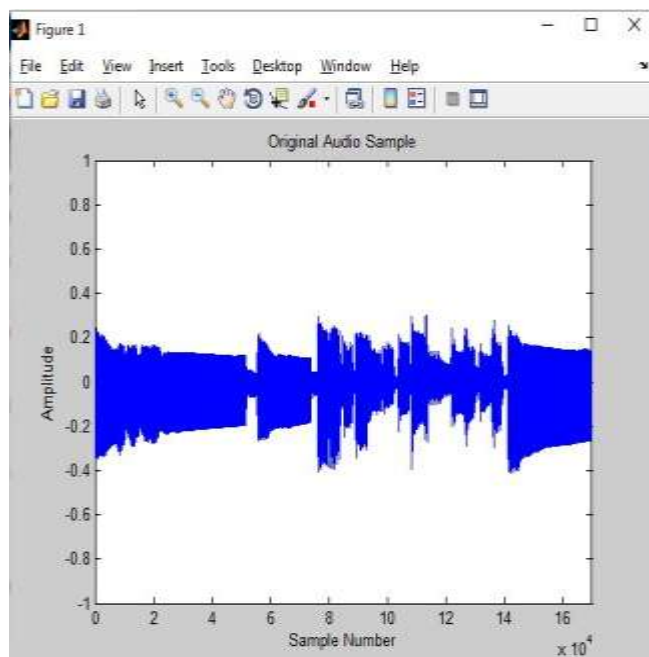 Figure 1
File Edit View Insert Tools Desktop Window Help
Original Audio Sample
1
0.8
0.6
0.4
0.2
0
-0.2
-0.4
-0.6
-0.8
-1
Amplitude
0 2 4 6 8 10 12 14 16
Sample Number
x 10^4